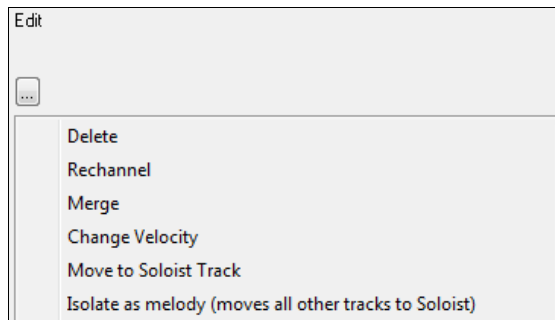 Edit
...
Delete
Rechannel
Merge
Change Velocity
Move to Soloist Track
Isolate as melody (moves all other tracks to Soloist)